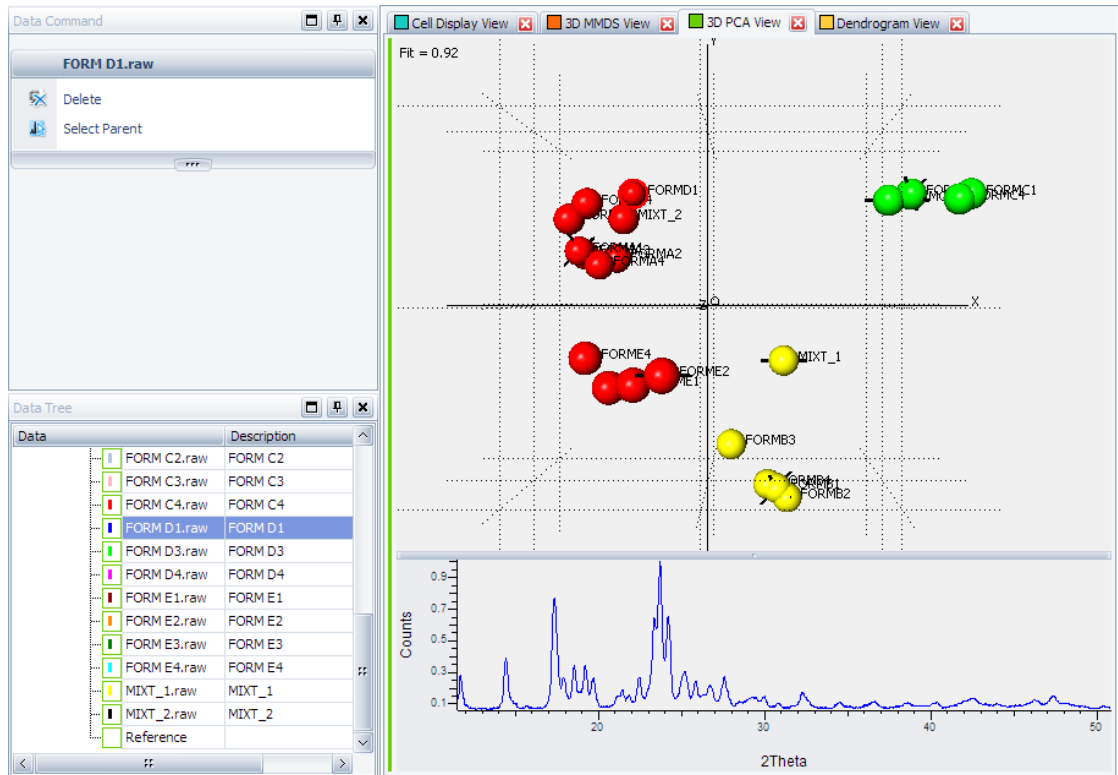 Data Command
FORM D1.raw
Delete
Select Parent
Data Tree
Data Description
FORM C2.raw FORM C2
FORM C3.raw FORM C3
FORM C4.raw FORM C4
FORM D1.raw FORM D1
FORM D3.raw FORM D3
FORM D4.raw FORM D4
FORM E1.raw FORM E1
FORM E2.raw FORM E2
FORM E3.raw FORM E3
FORM E4.raw FORM E4
MIXT_1.raw MIXT_1
MIXT_2.raw MIXT_2
Reference
Cell Display View 3D MMDS View 3D PCA View Dendrogram View
Fit = 0.92
Y
FORMD1
MIXT_2
FORMC1
FORMA2
FORMA4
X
FORME4
FORME2
MIXT_1
FORMB3
FORMB2
Counts
0.9
0.7
0.5
0.3
0.1
20 30 40 50
2Theta